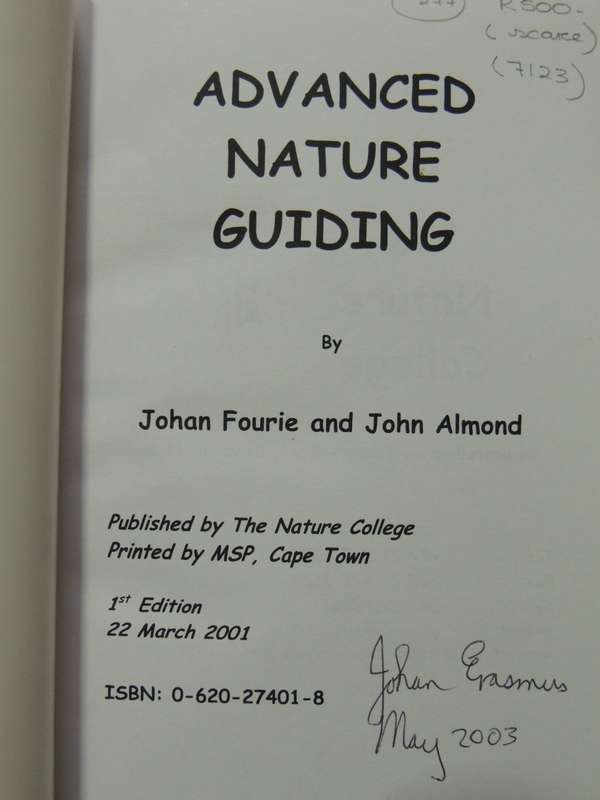 R500-
(scarce)
(7123)
ADVANCED
NATURE
GUIDING
By
Johan Fourie and John Almond
Published by The Nature College
Printed by MSP, Cape Town
1st Edition
22 March 2001
ISBN: 0-620-27401-8
Johan Erasmus
May 2003